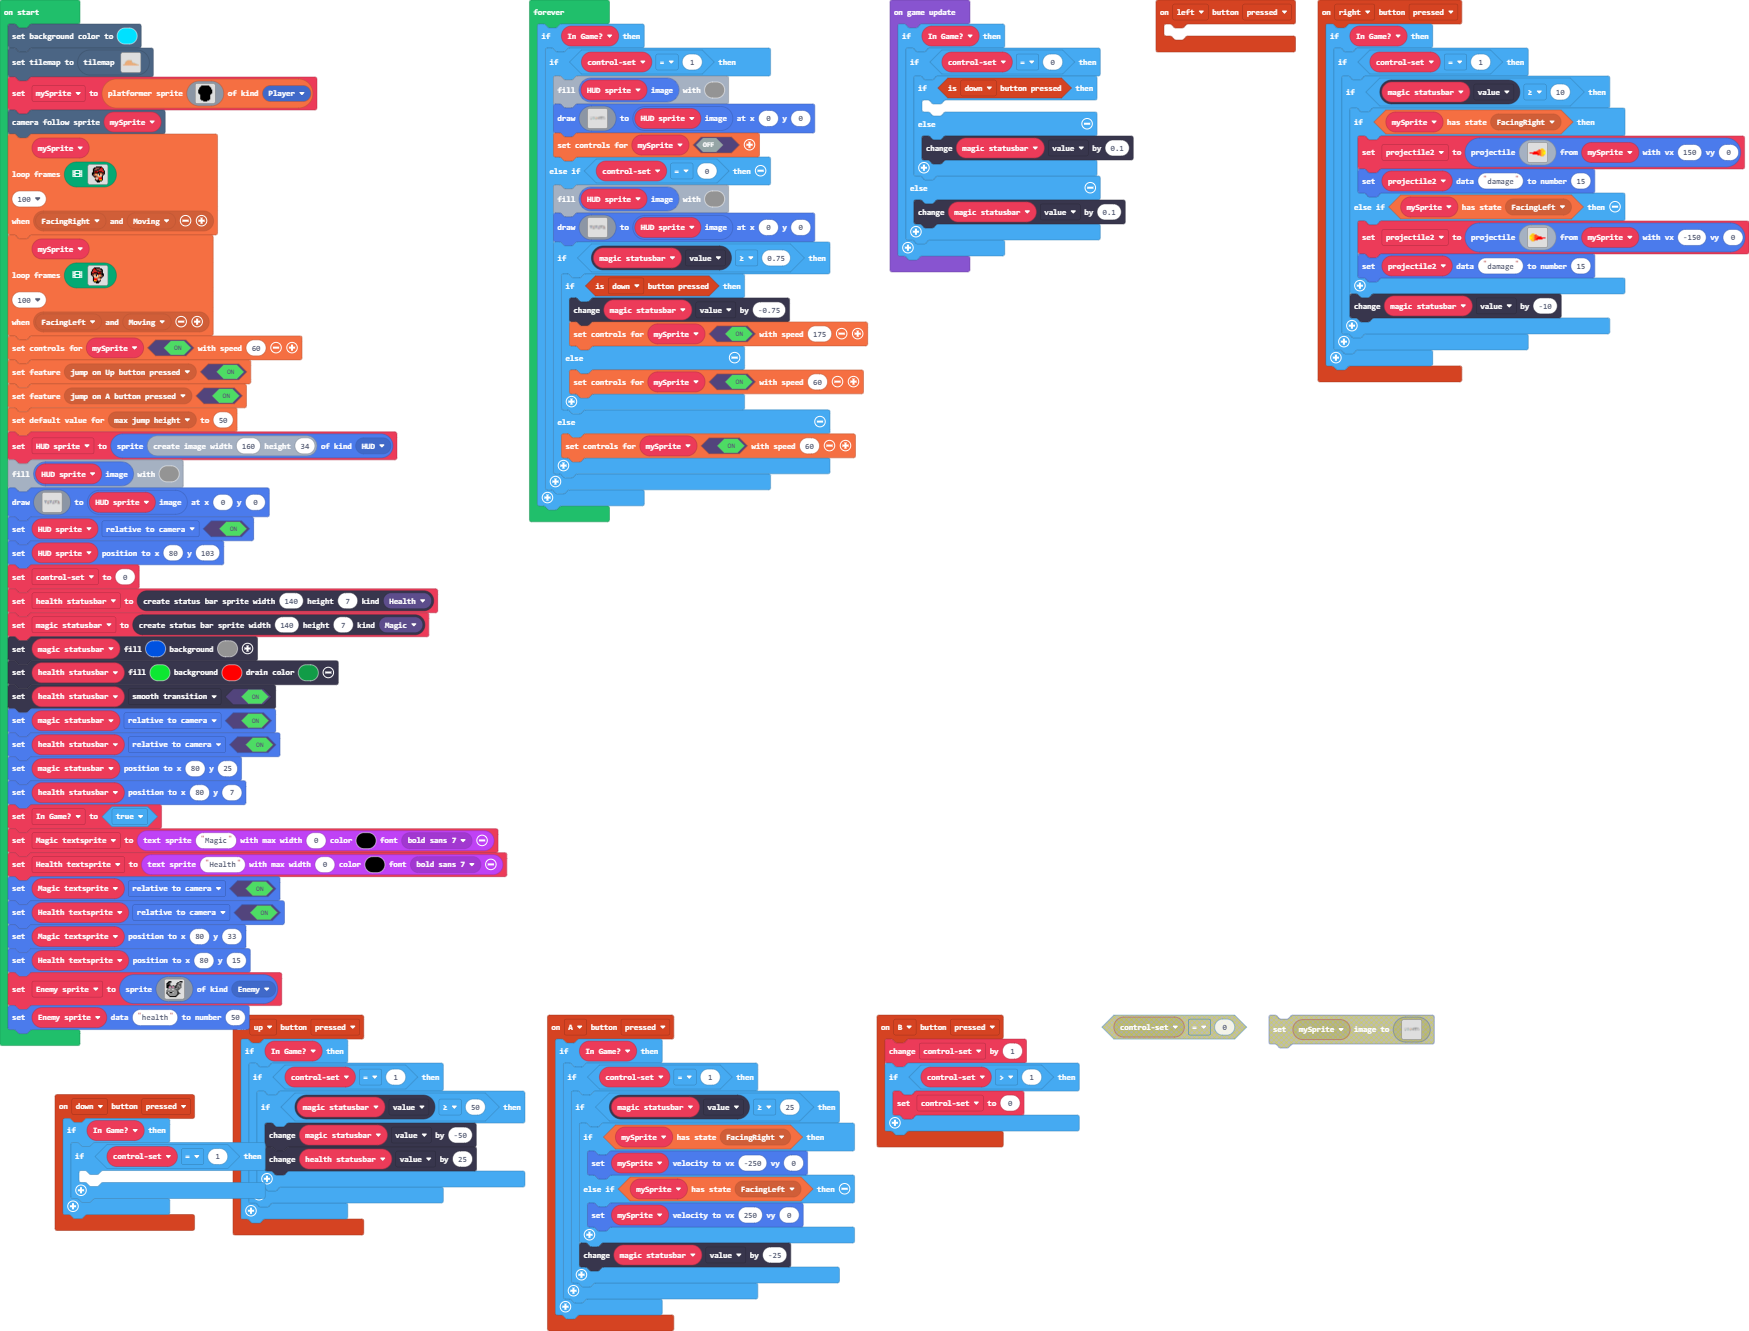 on start
set background color to
set tilemap to tilemap
set mySprite to platformer sprite of kind Player
camera follow sprite mySprite
mySprite
loop frames
100
when FacingRight and Moving
mySprite
loop frames
100
when FacingLeft and Moving
set controls for mySprite ON with speed 60
set feature jump on Up button pressed ON
set feature jump on A button pressed ON
set default value for max jump height to 50
set HUD sprite to sprite create image width 160 height 34 of kind HUD
fill HUD sprite image with
draw to HUD sprite image at x 0 y 0
set HUD sprite relative to camera ON
set HUD sprite position to x 80 y 103
set control-set to 0
set health statusbar to create status bar sprite width 140 height 7 kind Health
set magic statusbar to create status bar sprite width 140 height 7 kind Magic
set magic statusbar fill background
set health statusbar fill background drain color
set health statusbar smooth transition ON
set magic statusbar relative to camera ON
set health statusbar relative to camera ON
set magic statusbar position to x 80 y 25
set health statusbar position to x 80 y 7
set In Game? to true
set Magic textsprite to text sprite "Magic" with max width 0 color font bold sans 7
set Health textsprite to text sprite "Health" with max width 0 color font bold sans 7
set Magic textsprite relative to camera ON
set Health textsprite relative to camera ON
set Magic textsprite position to x 80 y 33
set Health textsprite position to x 80 y 15
set Enemy sprite to sprite of kind Enemy
set Enemy sprite data "health" to number 50
forever
if In Game? then
if control-set = 1 then
fill HUD sprite image with
draw to HUD sprite image at x 0 y 0
set controls for mySprite OFF
else if control-set = 0 then
fill HUD sprite image with
draw to HUD sprite image at x 0 y 0
if magic statusbar value ≥ 0.75 then
if is down button pressed then
change magic statusbar value by -0.75
set controls for mySprite ON with speed 175
else
set controls for mySprite ON with speed 60
else
set controls for mySprite ON with speed 60
on game update
if In Game? then
if control-set = 0 then
if is down button pressed then
else
change magic statusbar value by 0.1
else
change magic statusbar value by 0.1
on left button pressed
on right button pressed
if In Game? then
if control-set = 1 then
if magic statusbar value ≥ 10 then
if mySprite has state FacingRight then
set projectile2 to projectile from mySprite with vx 150 vy 0
set projectile2 data "damage" to number 15
else if mySprite has state FacingLeft then
set projectile2 to projectile from mySprite with vx -150 vy 0
set projectile2 data "damage" to number 15
change magic statusbar value by -10
on down button pressed
if In Game? then
if control-set = 1 then
up button pressed
if In Game? then
if control-set = 1 then
if magic statusbar value ≥ 50 then
change magic statusbar value by -50
change health statusbar value by 25
on A button pressed
if In Game? then
if control-set = 1 then
if magic statusbar value ≥ 25 then
if mySprite has state FacingRight then
set mySprite velocity to vx -250 vy 0
else if mySprite has state FacingLeft then
set mySprite velocity to vx 250 vy 0
change magic statusbar value by -25
on B button pressed
change control-set by 1
if control-set > 1 then
set control-set to 0
control-set = 0
set mySprite image to